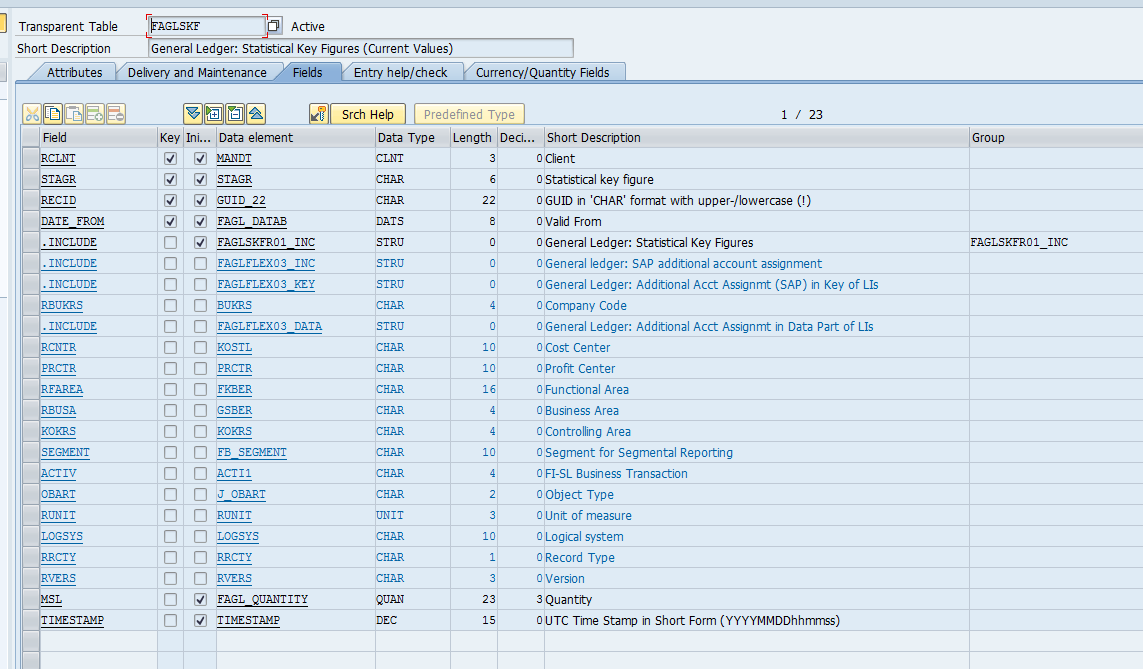 Transparent Table FAGLSKF Active
Short Description General Ledger: Statistical Key Figures (Current Values)
Attributes Delivery and Maintenance Fields Entry help/check Currency/Quantity Fields
Srch Help Predefined Type 1 / 23
Field Key Ini... Data element Data Type Length Deci... Short Description Group
RCLNT MANDT CLNT 3 0 Client
STAGR STAGR CHAR 6 0 Statistical key figure
RECID GUID_22 CHAR 22 0 GUID in 'CHAR' format with upper-/lowercase (!)
DATE_FROM FAGL_DATAB DATS 8 0 Valid From
.INCLUDE FAGLSKFR01_INC STRU 0 0 General Ledger: Statistical Key Figures FAGLSKFR01_INC
.INCLUDE FAGLFLEX03_INC STRU 0 0 General ledger: SAP additional account assignment
.INCLUDE FAGLFLEX03_KEY STRU 0 0 General Ledger: Additional Acct Assignmt (SAP) in Key of LIs
RBUKRS BUKRS CHAR 4 0 Company Code
.INCLUDE FAGLFLEX03_DATA STRU 0 0 General Ledger: Additional Acct Assignmt in Data Part of LIs
RCNTR KOSTL CHAR 10 0 Cost Center
PRCTR PRCTR CHAR 10 0 Profit Center
RFAREA FKBER CHAR 16 0 Functional Area
RBUSA GSBER CHAR 4 0 Business Area
KOKRS KOKRS CHAR 4 0 Controlling Area
SEGMENT FB_SEGMENT CHAR 10 0 Segment for Segmental Reporting
ACTIV ACTI1 CHAR 4 0 FI-SL Business Transaction
OBART J_OBART CHAR 2 0 Object Type
RUNIT RUNIT UNIT 3 0 Unit of measure
LOGSYS LOGSYS CHAR 10 0 Logical system
RRCTY RRCTY CHAR 1 0 Record Type
RVERS RVERS CHAR 3 0 Version
MSL FAGL_QUANTITY QUAN 23 3 Quantity
TIMESTAMP TIMESTAMP DEC 15 0 UTC Time Stamp in Short Form (YYYYMMDDhhmmss)